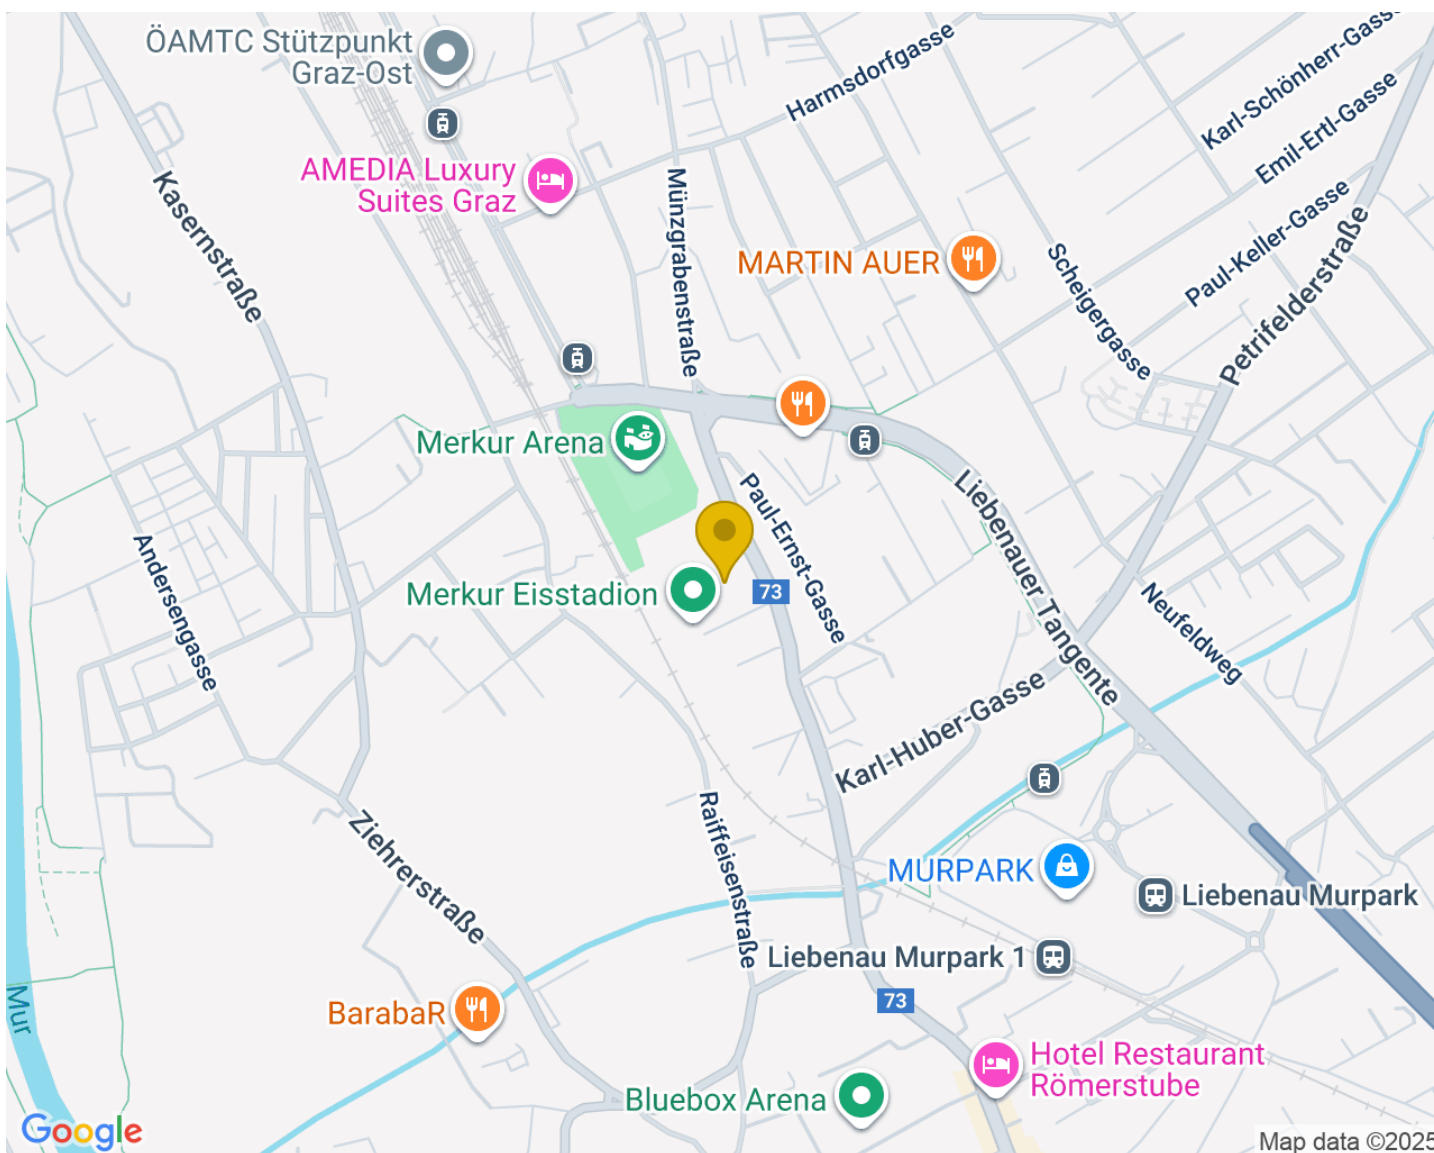 ÖAMTC Stützpunkt
Graz-Ost
Harmsdorfgasse
Karl-Schönherr-Gasse
Emil-Ertl-Gasse
AMEDIA Luxury
Suites Graz
Kasernstraße
Münzgrabenstraße
Paul-Keller-Gasse
MARTIN AUER
Scheigergasse
Petrifelderstraße
Merkur Arena
Paul-Ernst-Gasse
Liebenauer Tangente
Andersengasse
Merkur Eisstadion
73
Neufeldweg
Karl-Huber-Gasse
Raiffeisenstraße
Ziehrerstraße
MURPARK
Liebenau Murpark
Liebenau Murpark 1
Mur
BarabaR
73
Hotel Restaurant
Römerstube
Bluebox Arena
Google
Map data ©2025